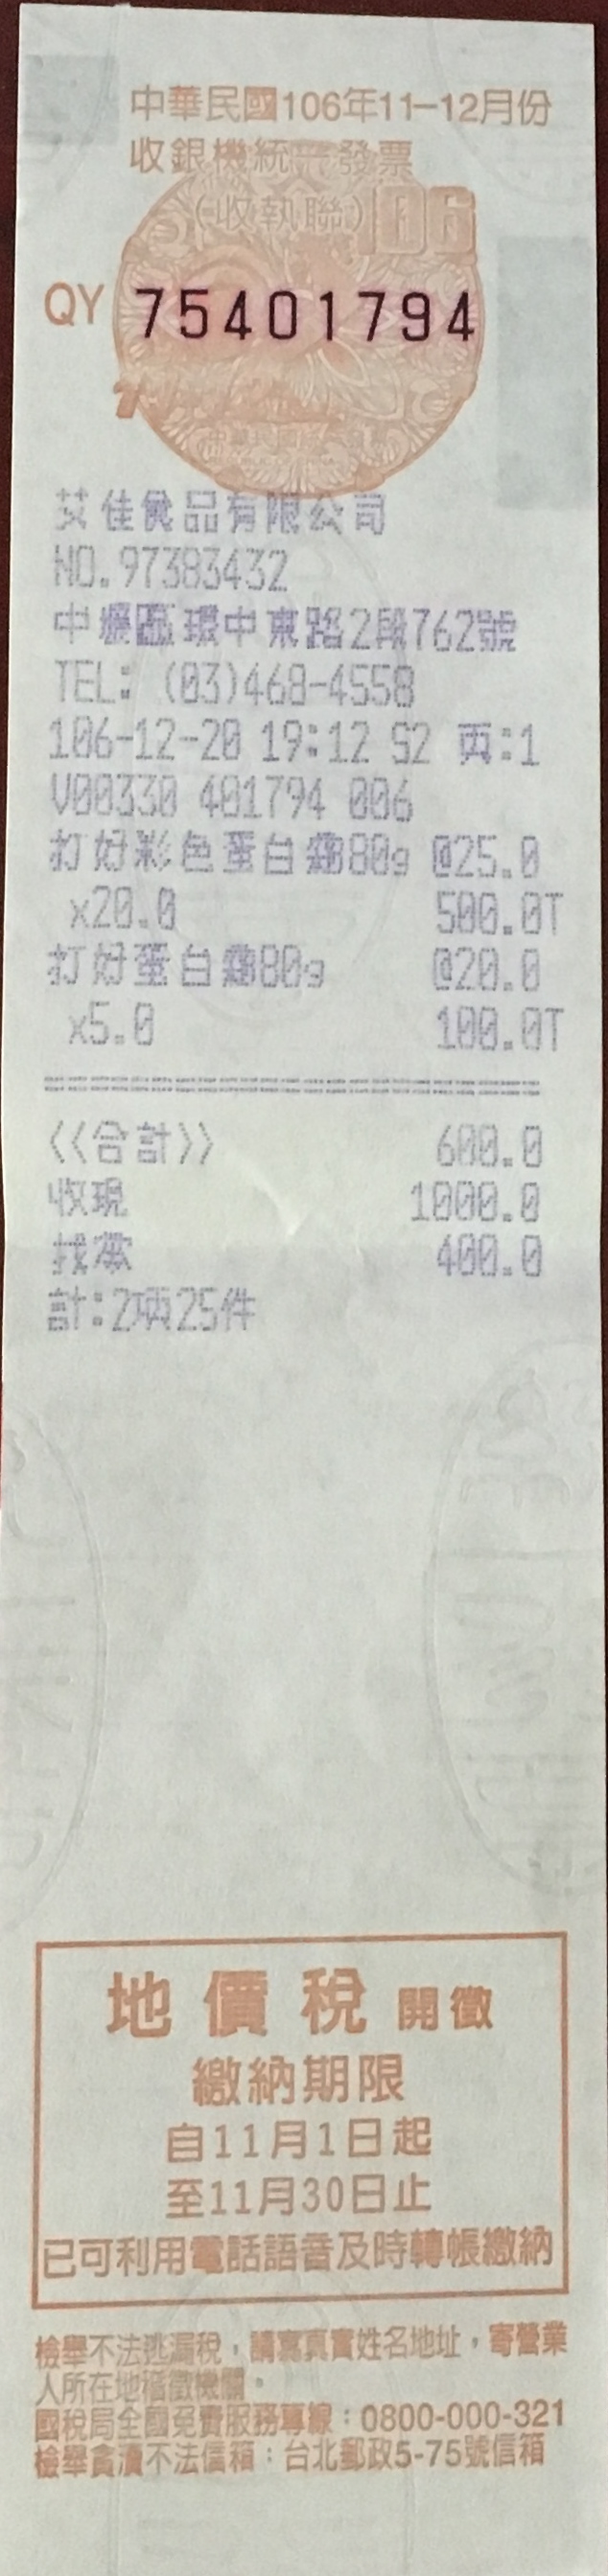 中華民國106年11-12月份
收銀機統一發票
(收執聯)106
QY 75401794
艾佳食品有限公司
NO.97383432
中壢區環中東路2段762號
TEL: (03)468-4558
106-12-20 19:12 S2 頁:1
V00330 401794 006
打好彩色蛋白霜80g @25.0
x20.0 500.0T
打好蛋白霜80g @20.0
x5.0 100.0T
<<合計>> 600.0
收現 1000.0
找零 400.0
計:2項25件
地價稅 開徵
繳納期限
自11月1日起
至11月30日止
已可利用電話語音及時轉帳繳納
檢舉不法逃漏稅，請寫真實姓名地址，寄營業
人所在地稽徵機關。
國稅局全國免費服務專線：0800-000-321
檢舉貪瀆不法信箱：台北郵政5-75號信箱